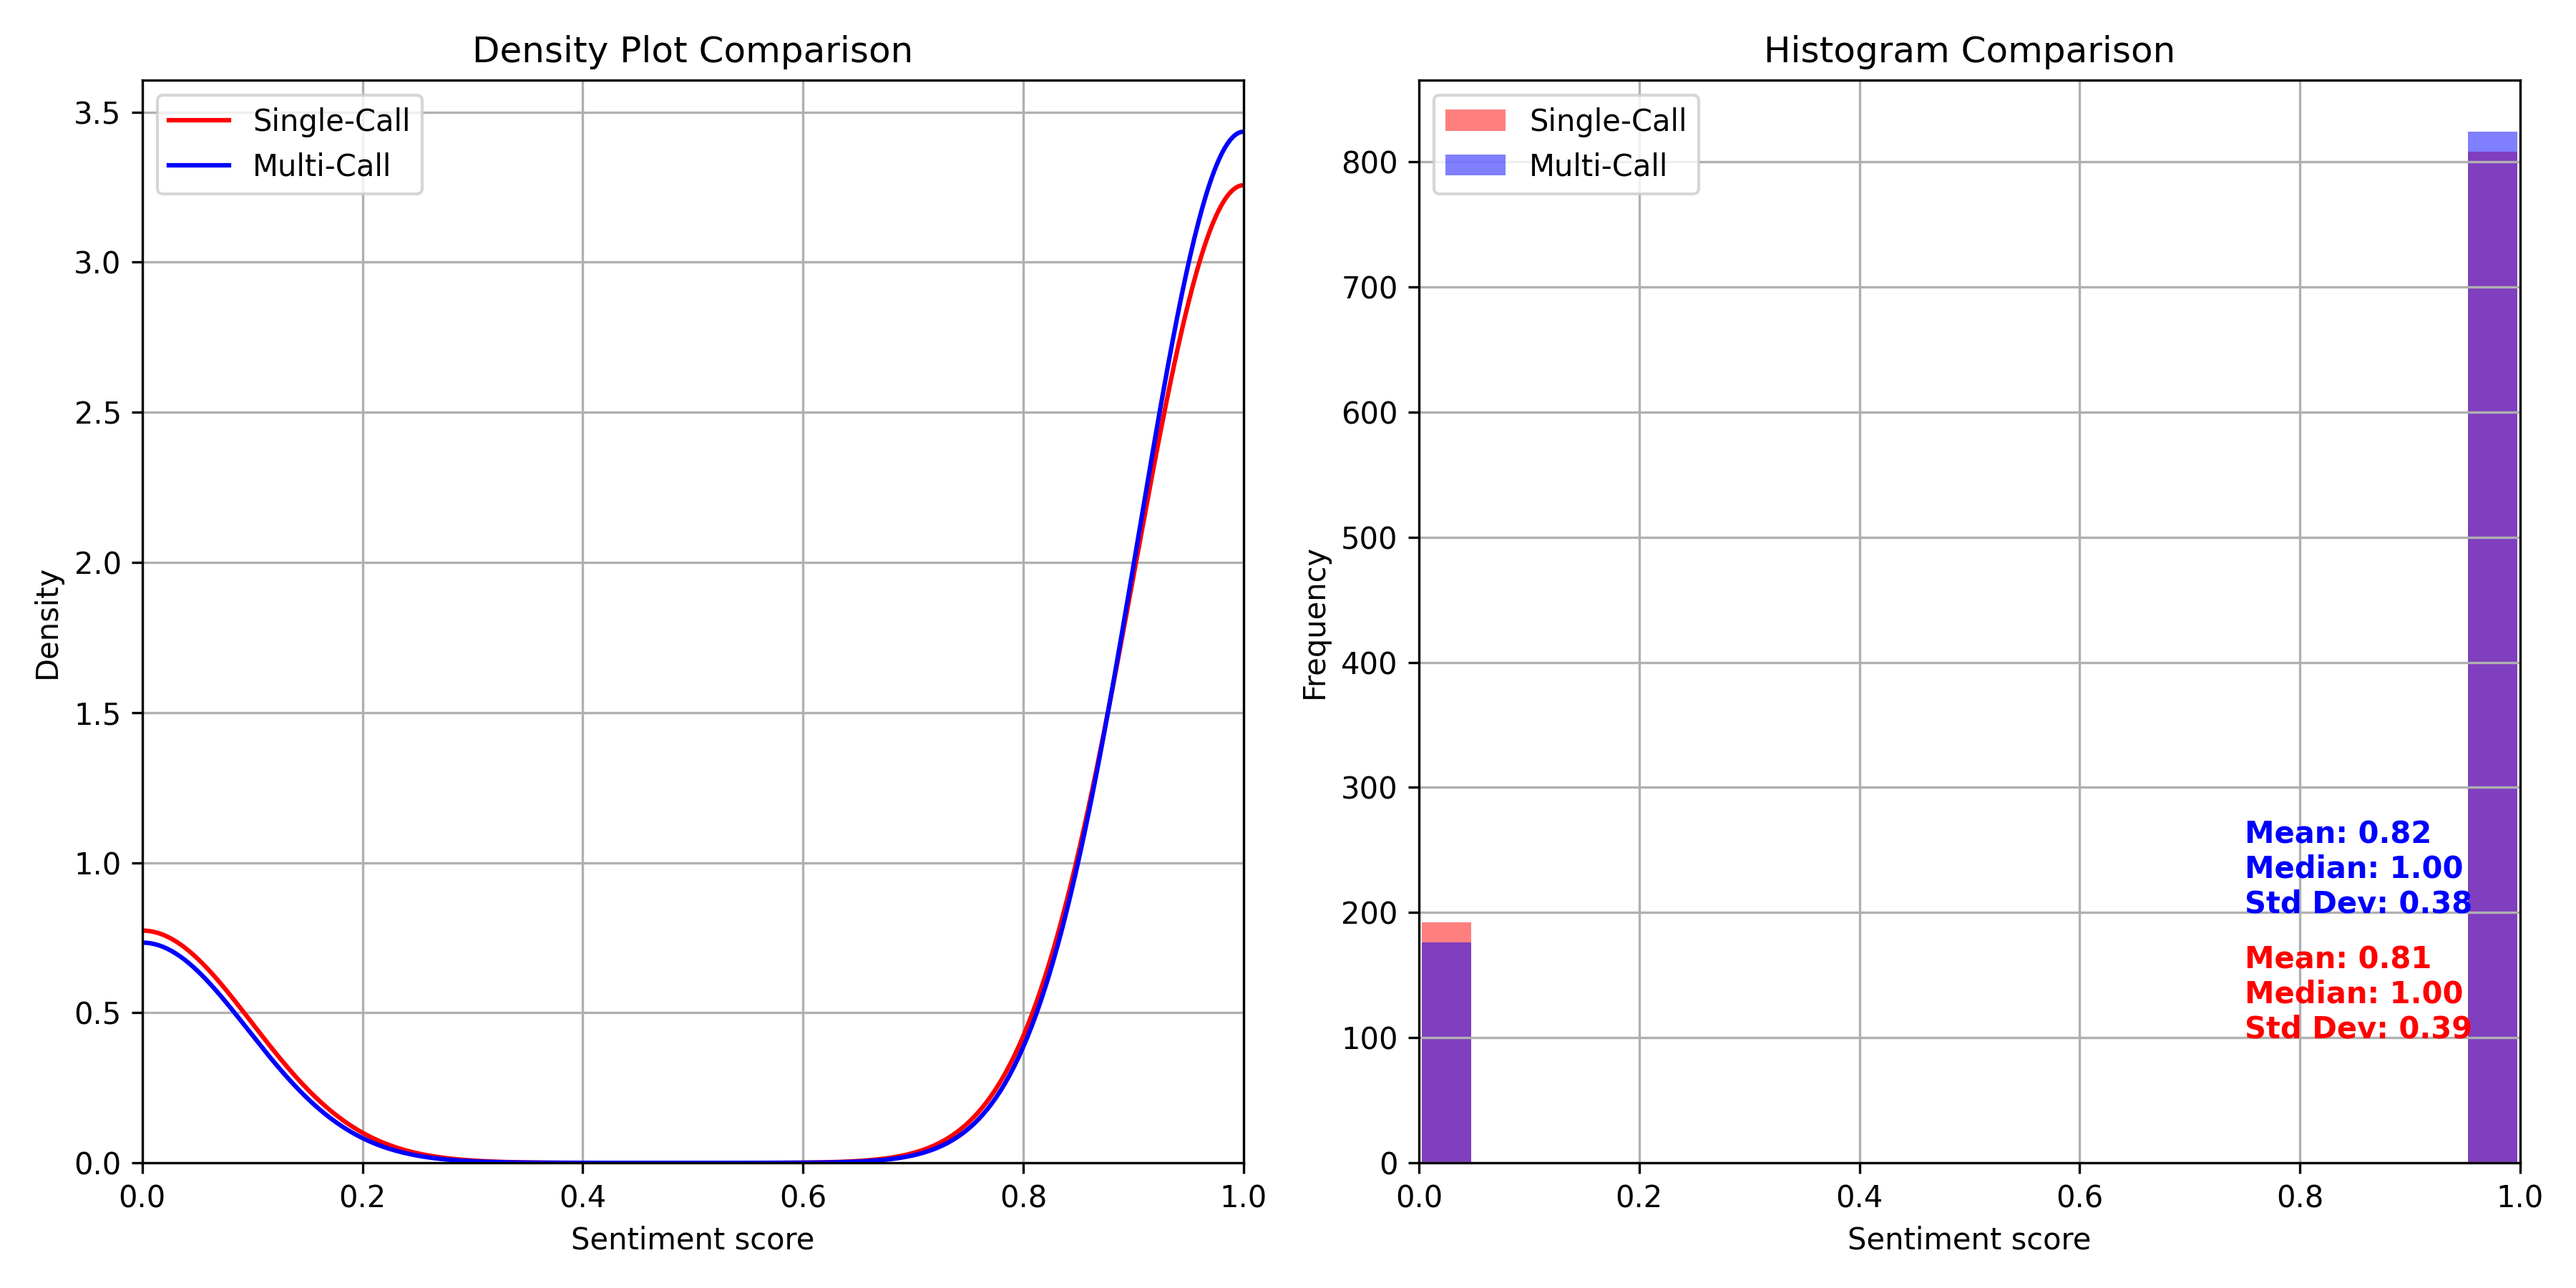 Density Plot Comparison
Single-Call
Multi-Call
3.5
3.0
2.5
2.0
1.5
1.0
0.5
0.0
Density
0.0 0.2 0.4 0.6 0.8 1.0
Sentiment score
Histogram Comparison
Single-Call
Multi-Call
800
700
600
500
400
300
200
100
0
Frequency
Mean: 0.82
Median: 1.00
Std Dev: 0.38
Mean: 0.81
Median: 1.00
Std Dev: 0.39
0.0 0.2 0.4 0.6 0.8 1.0
Sentiment score